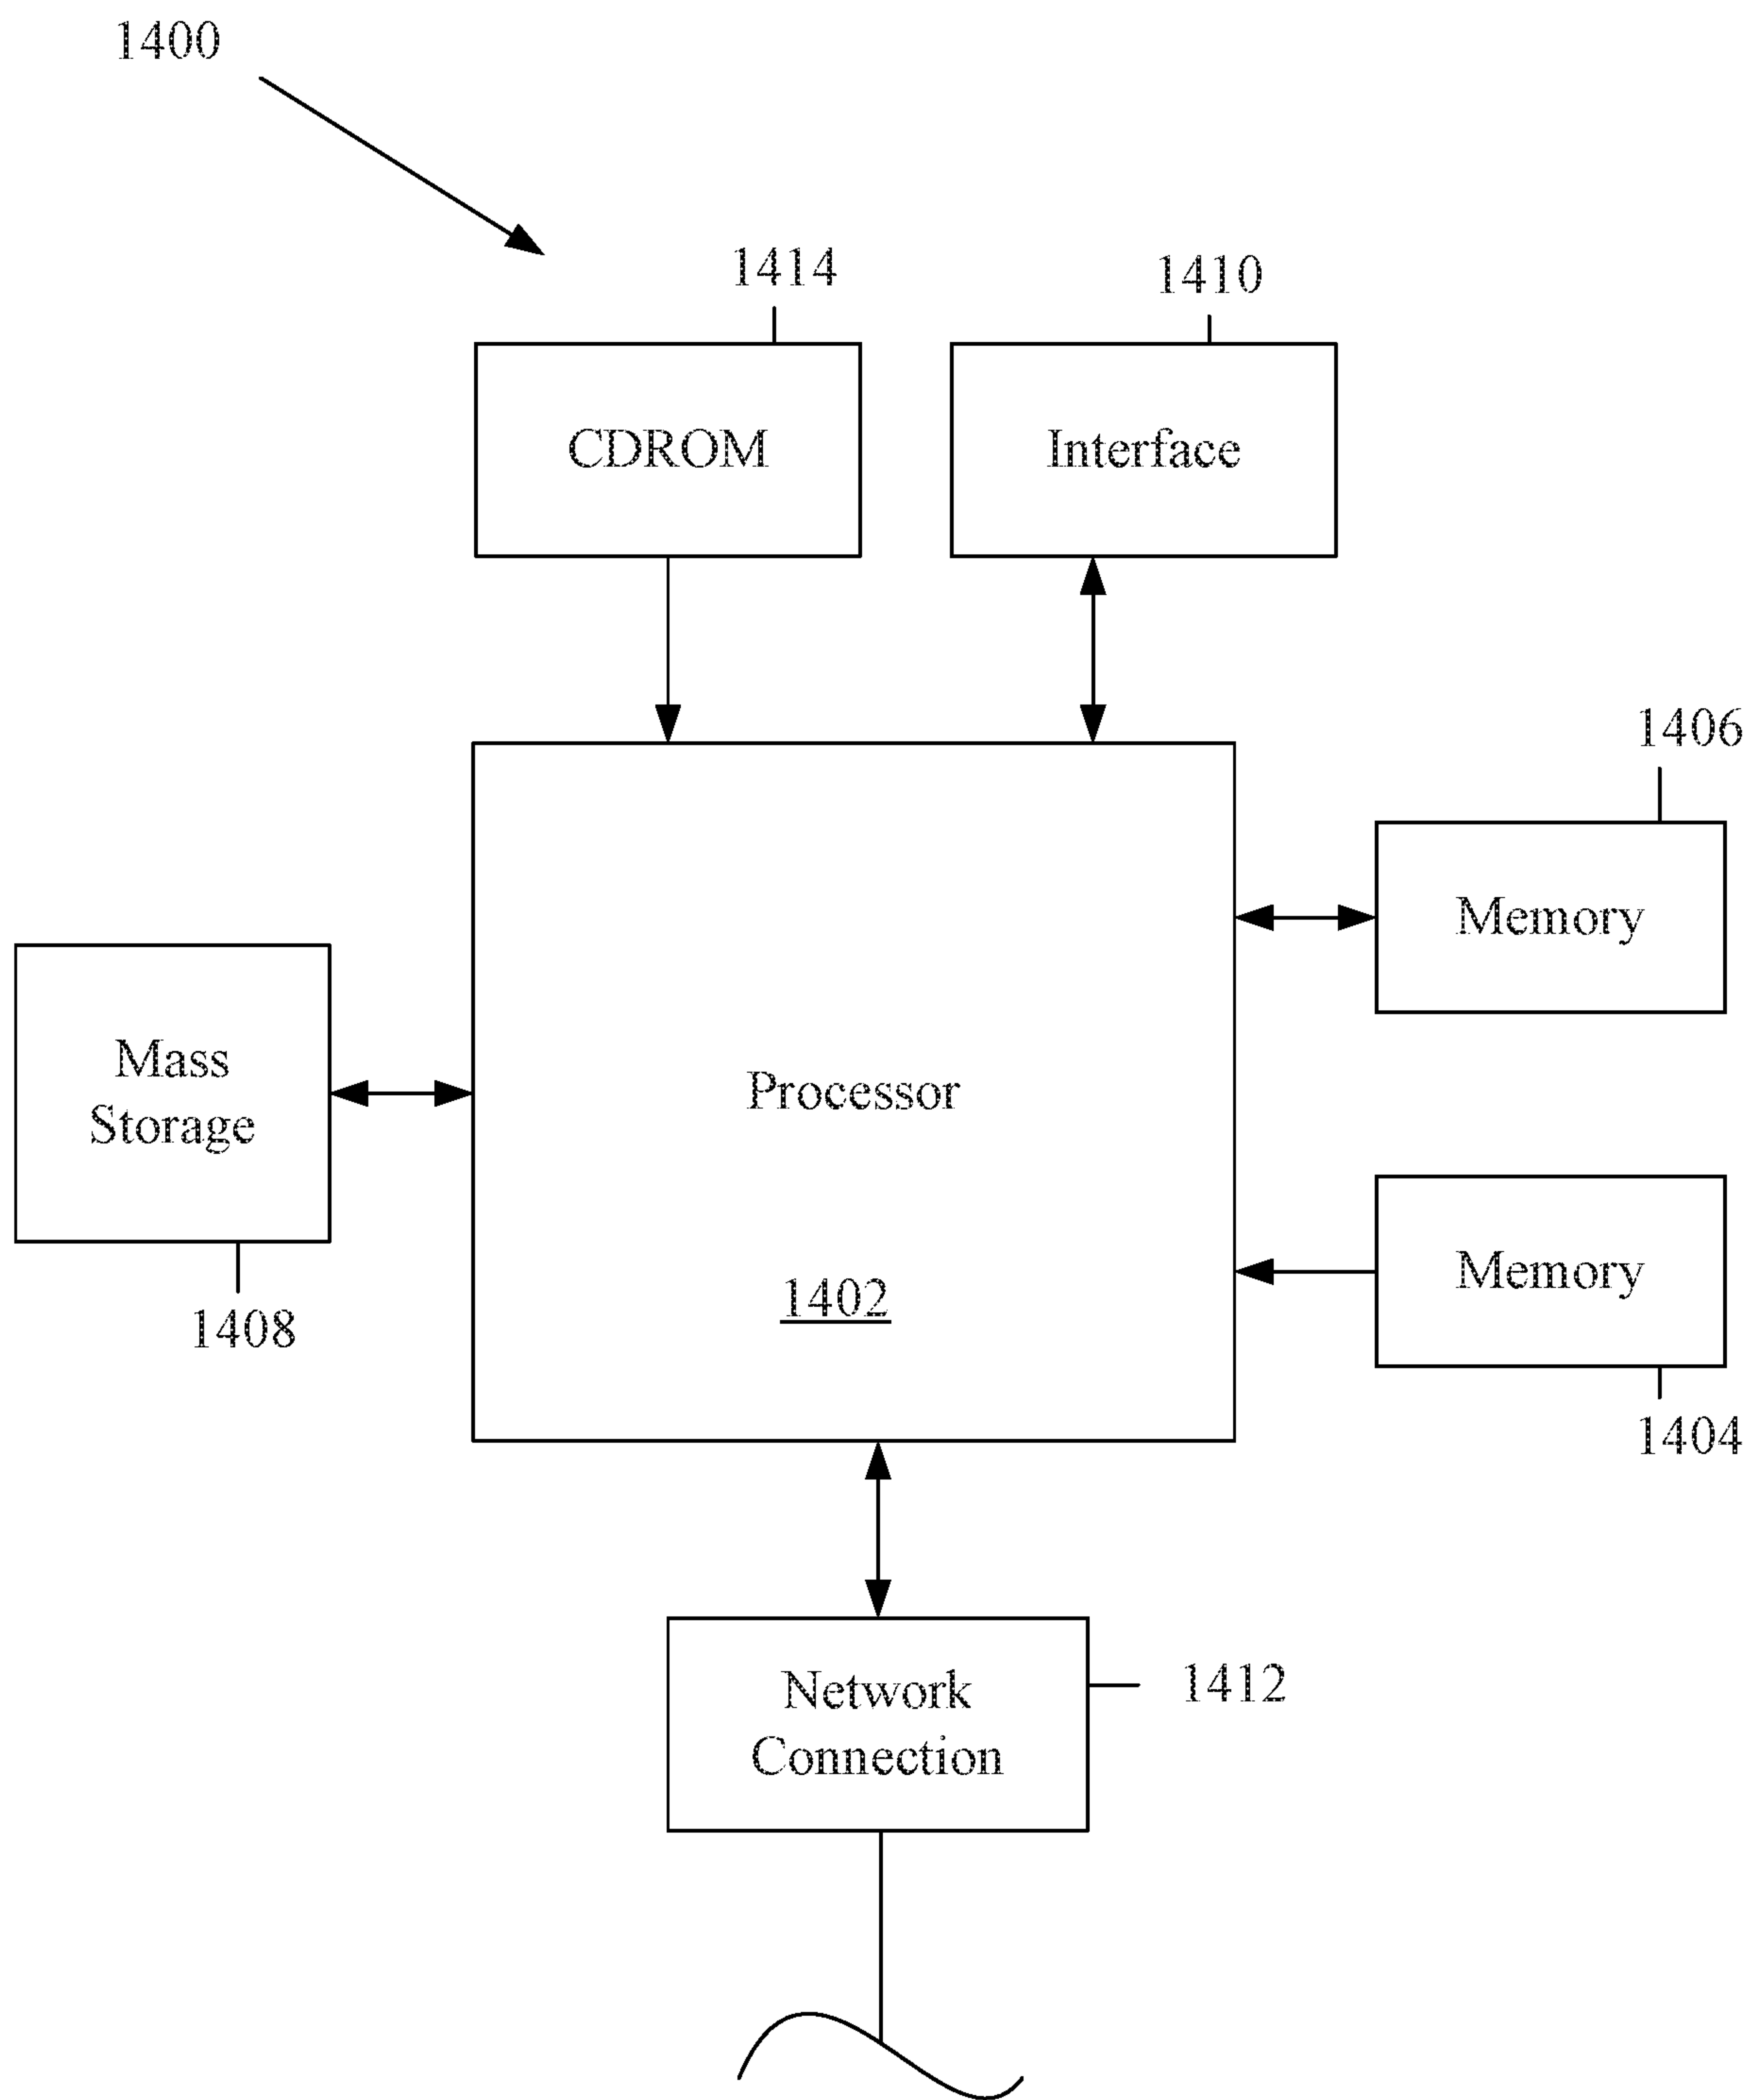 1400
1414
1410
CDROM
Interface
1406
Memory
Mass
Storage
Processor
Memory
1402
1408
1404
Network
Connection
1412